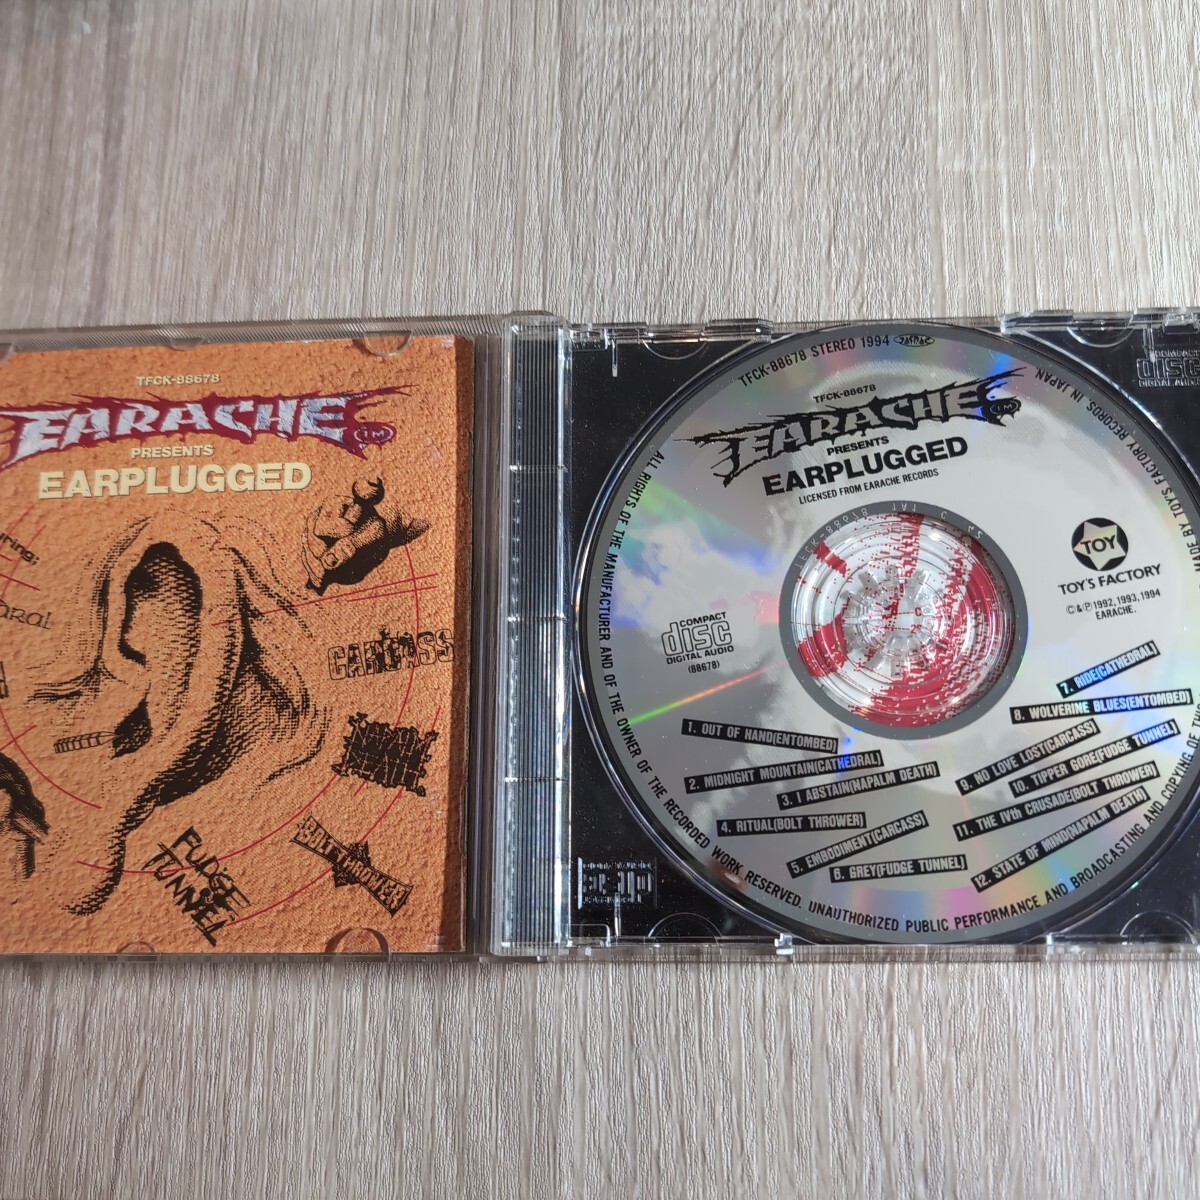 TFCK-88678
EARACHE TM
PRESENTS
EARPLUGGED
CARCASS
NAPALM DEATH
BOLT THROWER
FUDGE TUNNEL
TFCK-88678 STEREO 1994
MADE BY TOY'S FACTORY RECORDS IN JAPAN
TFCK-88678
EARACHE TM
PRESENTS
EARPLUGGED
LICENSED FROM EARACHE RECORDS
TOY
TOY'S FACTORY
©&℗1992,1993,1994
EARACHE.
COMPACT
disc
DIGITAL AUDIO
(88678)
1. OUT OF HAND(ENTOMBED)
2. MIDNIGHT MOUNTAIN(CATHEDRAL)
3. I ABSTAIN(NAPALM DEATH)
4. RITUAL(BOLT THROWER)
5. EMBODIMENT(CARCASS)
6. GREY(FUDGE TUNNEL)
7. RIDE(CATHEDRAL)
8. WOLVERINE BLUES(ENTOMBED)
9. NO LOVE LOST(CARCASS)
10. TIPPER GORE(FUDGE TUNNEL)
11. THE IVth CRUSADE(BOLT THROWER)
12. STATE OF MIND(NAPALM DEATH)
ALL RIGHTS OF THE MANUFACTURER AND OF THE OWNER OF THE RECORDED WORK RESERVED. UNAUTHORIZED PUBLIC PERFORMANCE AND BROADCASTING AND COPYING OF